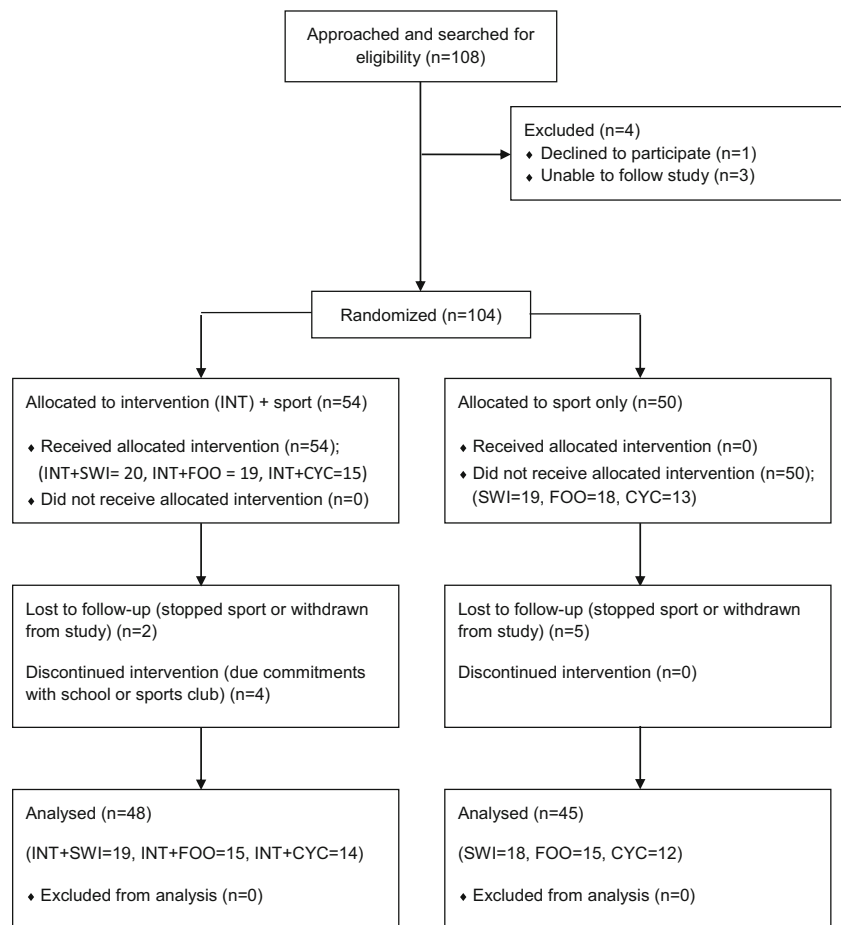 Approached and searched for
eligibility (n=108)
Excluded (n=4)
♦ Declined to participate (n=1)
♦ Unable to follow study (n=3)
Randomized (n=104)
Allocated to intervention (INT) + sport (n=54)
♦ Received allocated intervention (n=54);
(INT+SWI= 20, INT+FOO = 19, INT+CYC=15)
♦ Did not receive allocated intervention (n=0)
Allocated to sport only (n=50)
♦ Received allocated intervention (n=0)
♦ Did not receive allocated intervention (n=50);
(SWI=19, FOO=18, CYC=13)
Lost to follow-up (stopped sport or withdrawn
from study) (n=2)
Discontinued intervention (due commitments
with school or sports club) (n=4)
Lost to follow-up (stopped sport or withdrawn
from study) (n=5)
Discontinued intervention (n=0)
Analysed (n=48)
(INT+SWI=19, INT+FOO=15, INT+CYC=14)
♦ Excluded from analysis (n=0)
Analysed (n=45)
(SWI=18, FOO=15, CYC=12)
♦ Excluded from analysis (n=0)